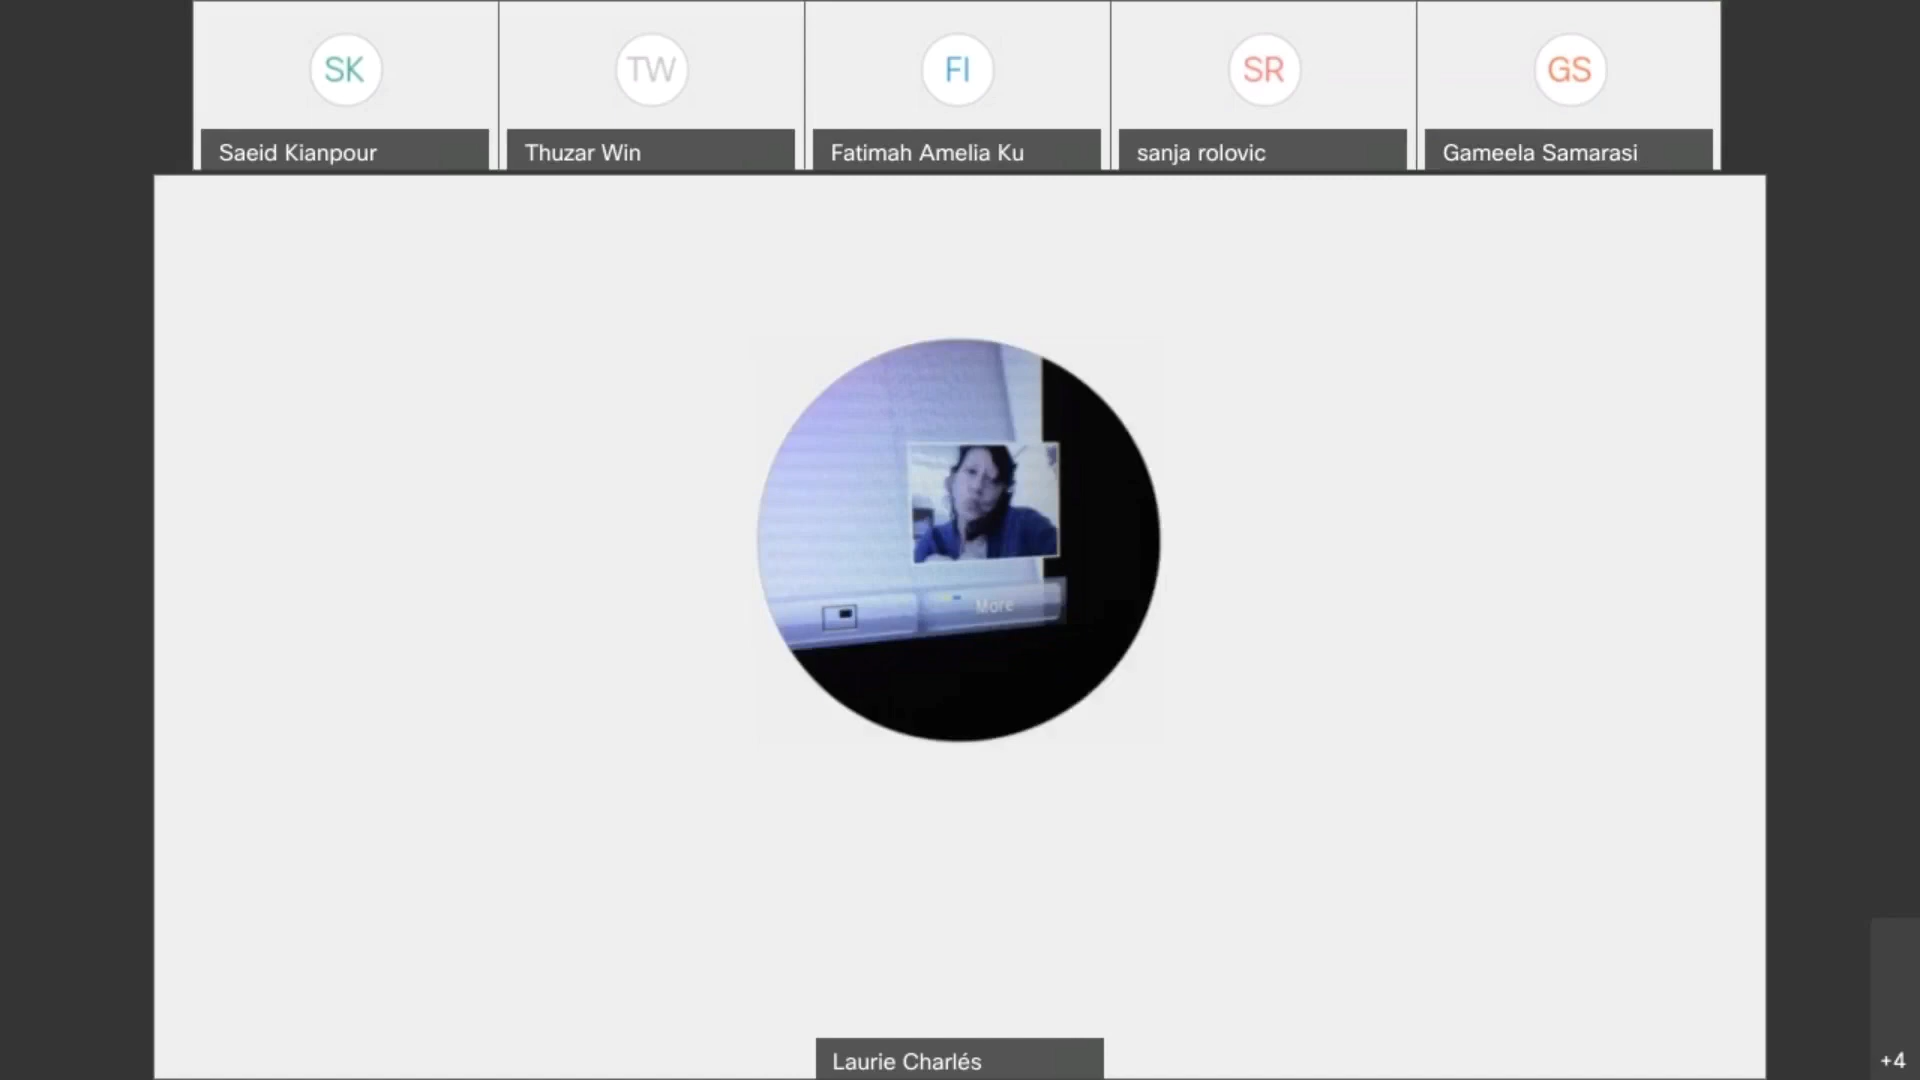 SK
TW
FI
SR
GS
Saeid Kianpour
Thuzar Win
Fatimah Amelia Ku
sanja rolovic
Gameela Samarasi
More
Laurie Charlés
+4